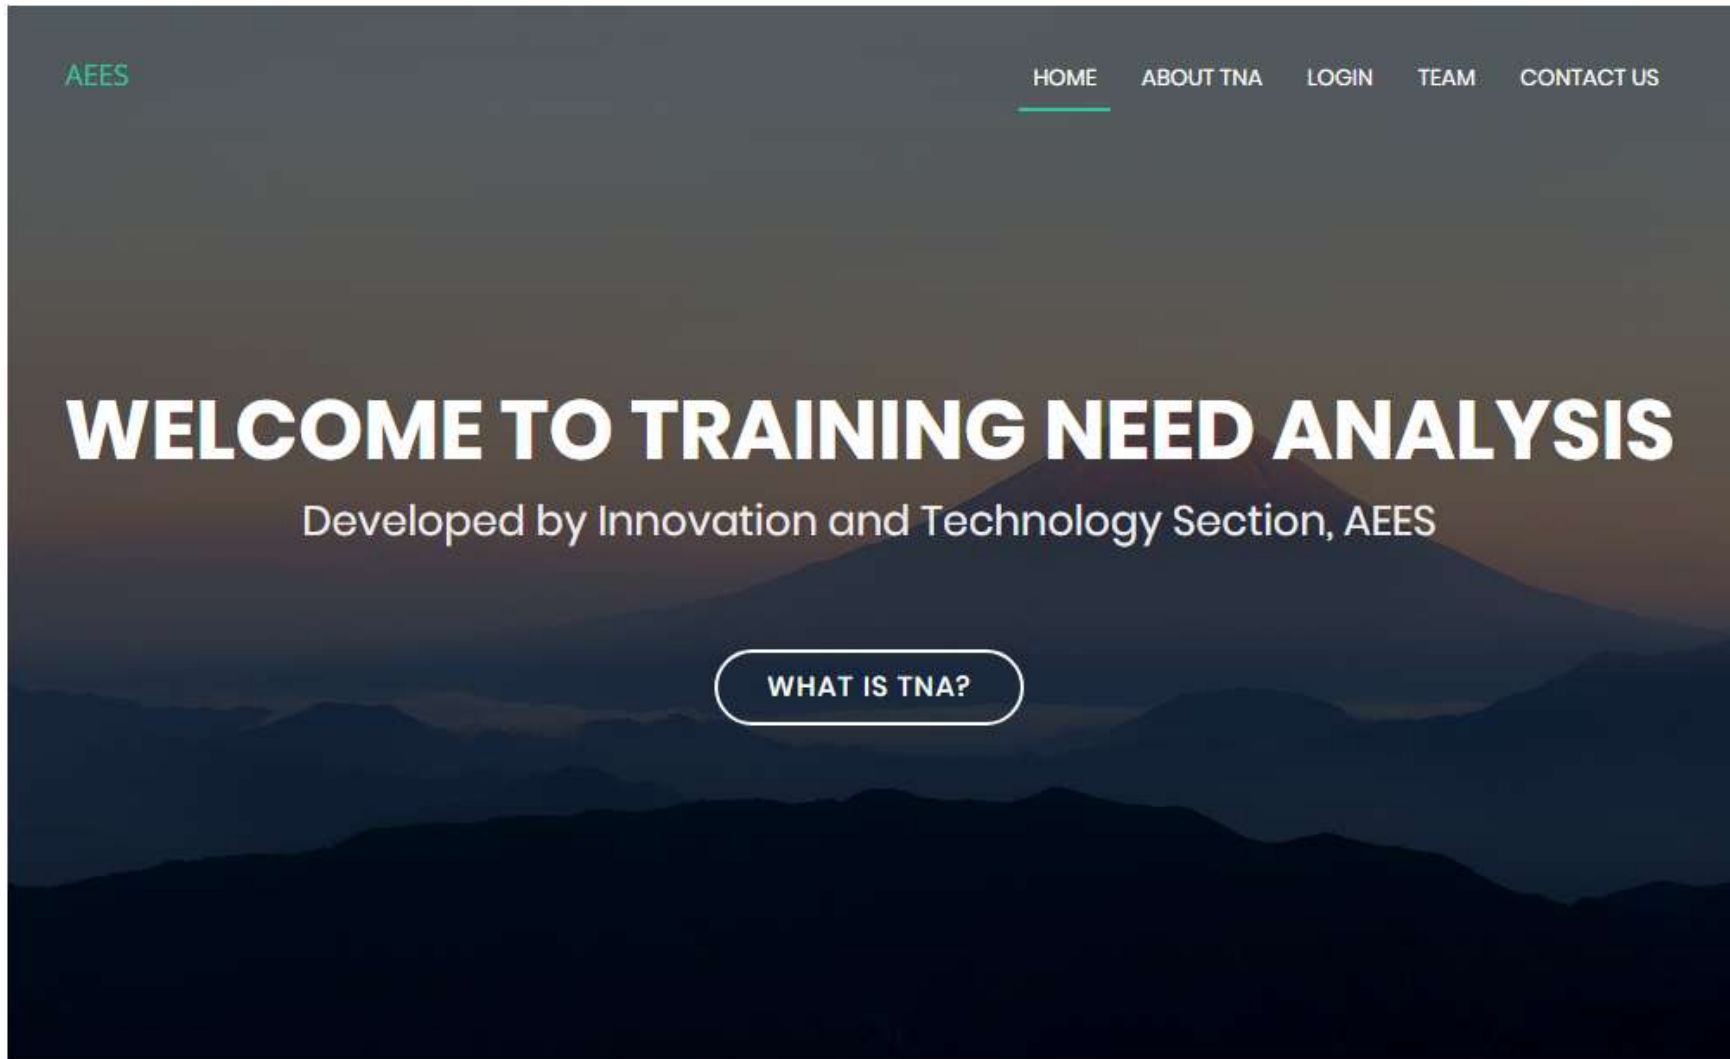 AEES
HOME ABOUT TNA LOGIN TEAM CONTACT US
WELCOME TO TRAINING NEED ANALYSIS
Developed by Innovation and Technology Section, AEES
WHAT IS TNA?